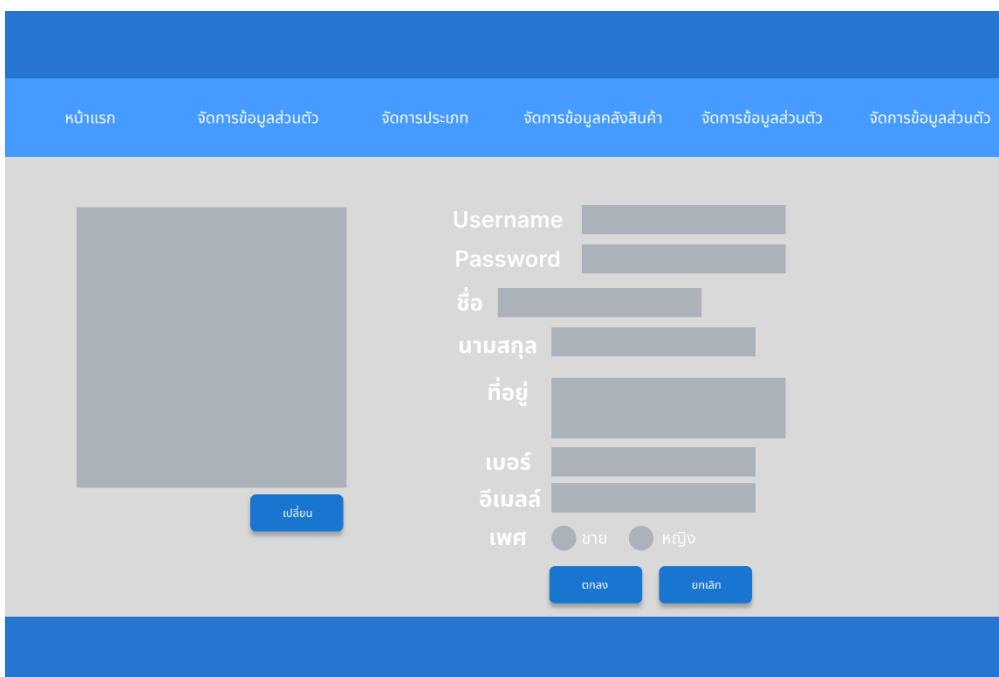 หน้าแรก จัดการข้อมูลส่วนตัว จัดการประเภท จัดการข้อมูลคลังสินค้า จัดการข้อมูลส่วนตัว จัดการข้อมูลส่วนตัว
Username
Password
ชื่อ
นามสกุล
ที่อยู่
เบอร์
อีเมลล์
เปลี่ยน
เพศ ชาย หญิง
ตกลง ยกเลิก